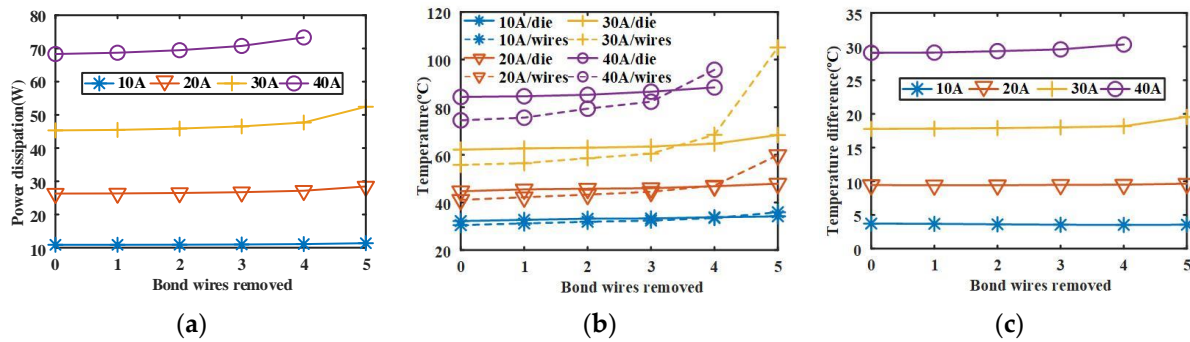 Power dissipation(W)
80
70
60
50
40
30
20
10
10A 20A 30A 40A
0 1 2 3 4 5
Bond wires removed
(a)
Temperature(ºC)
120
100
80
60
40
20
10A/die 30A/die
10A/wires 30A/wires
20A/die 40A/die
20A/wires 40A/wires
0 1 2 3 4 5
Bond wires removed
(b)
Temperature difference(ºC)
35
30
25
20
15
10
5
0
10A 20A 30A 40A
0 1 2 3 4 5
Bond wires removed
(c)